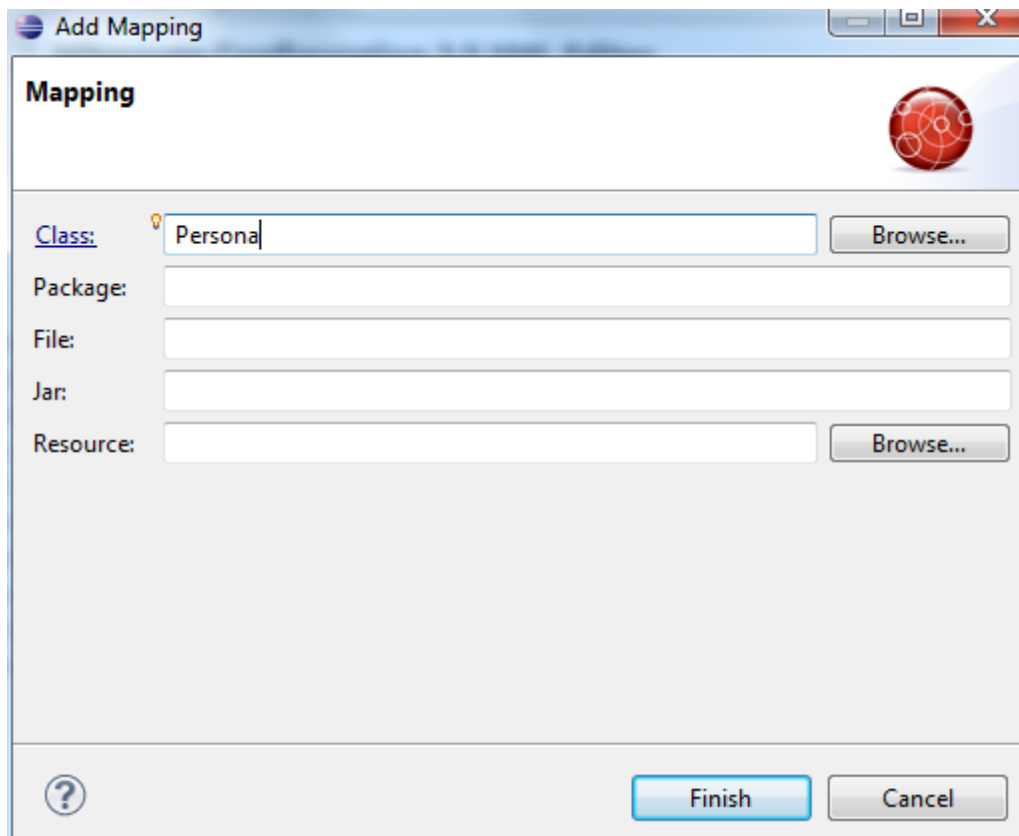 Add Mapping
Mapping
Class: Persona Browse...
Package:
File:
Jar:
Resource: Browse...
Finish Cancel